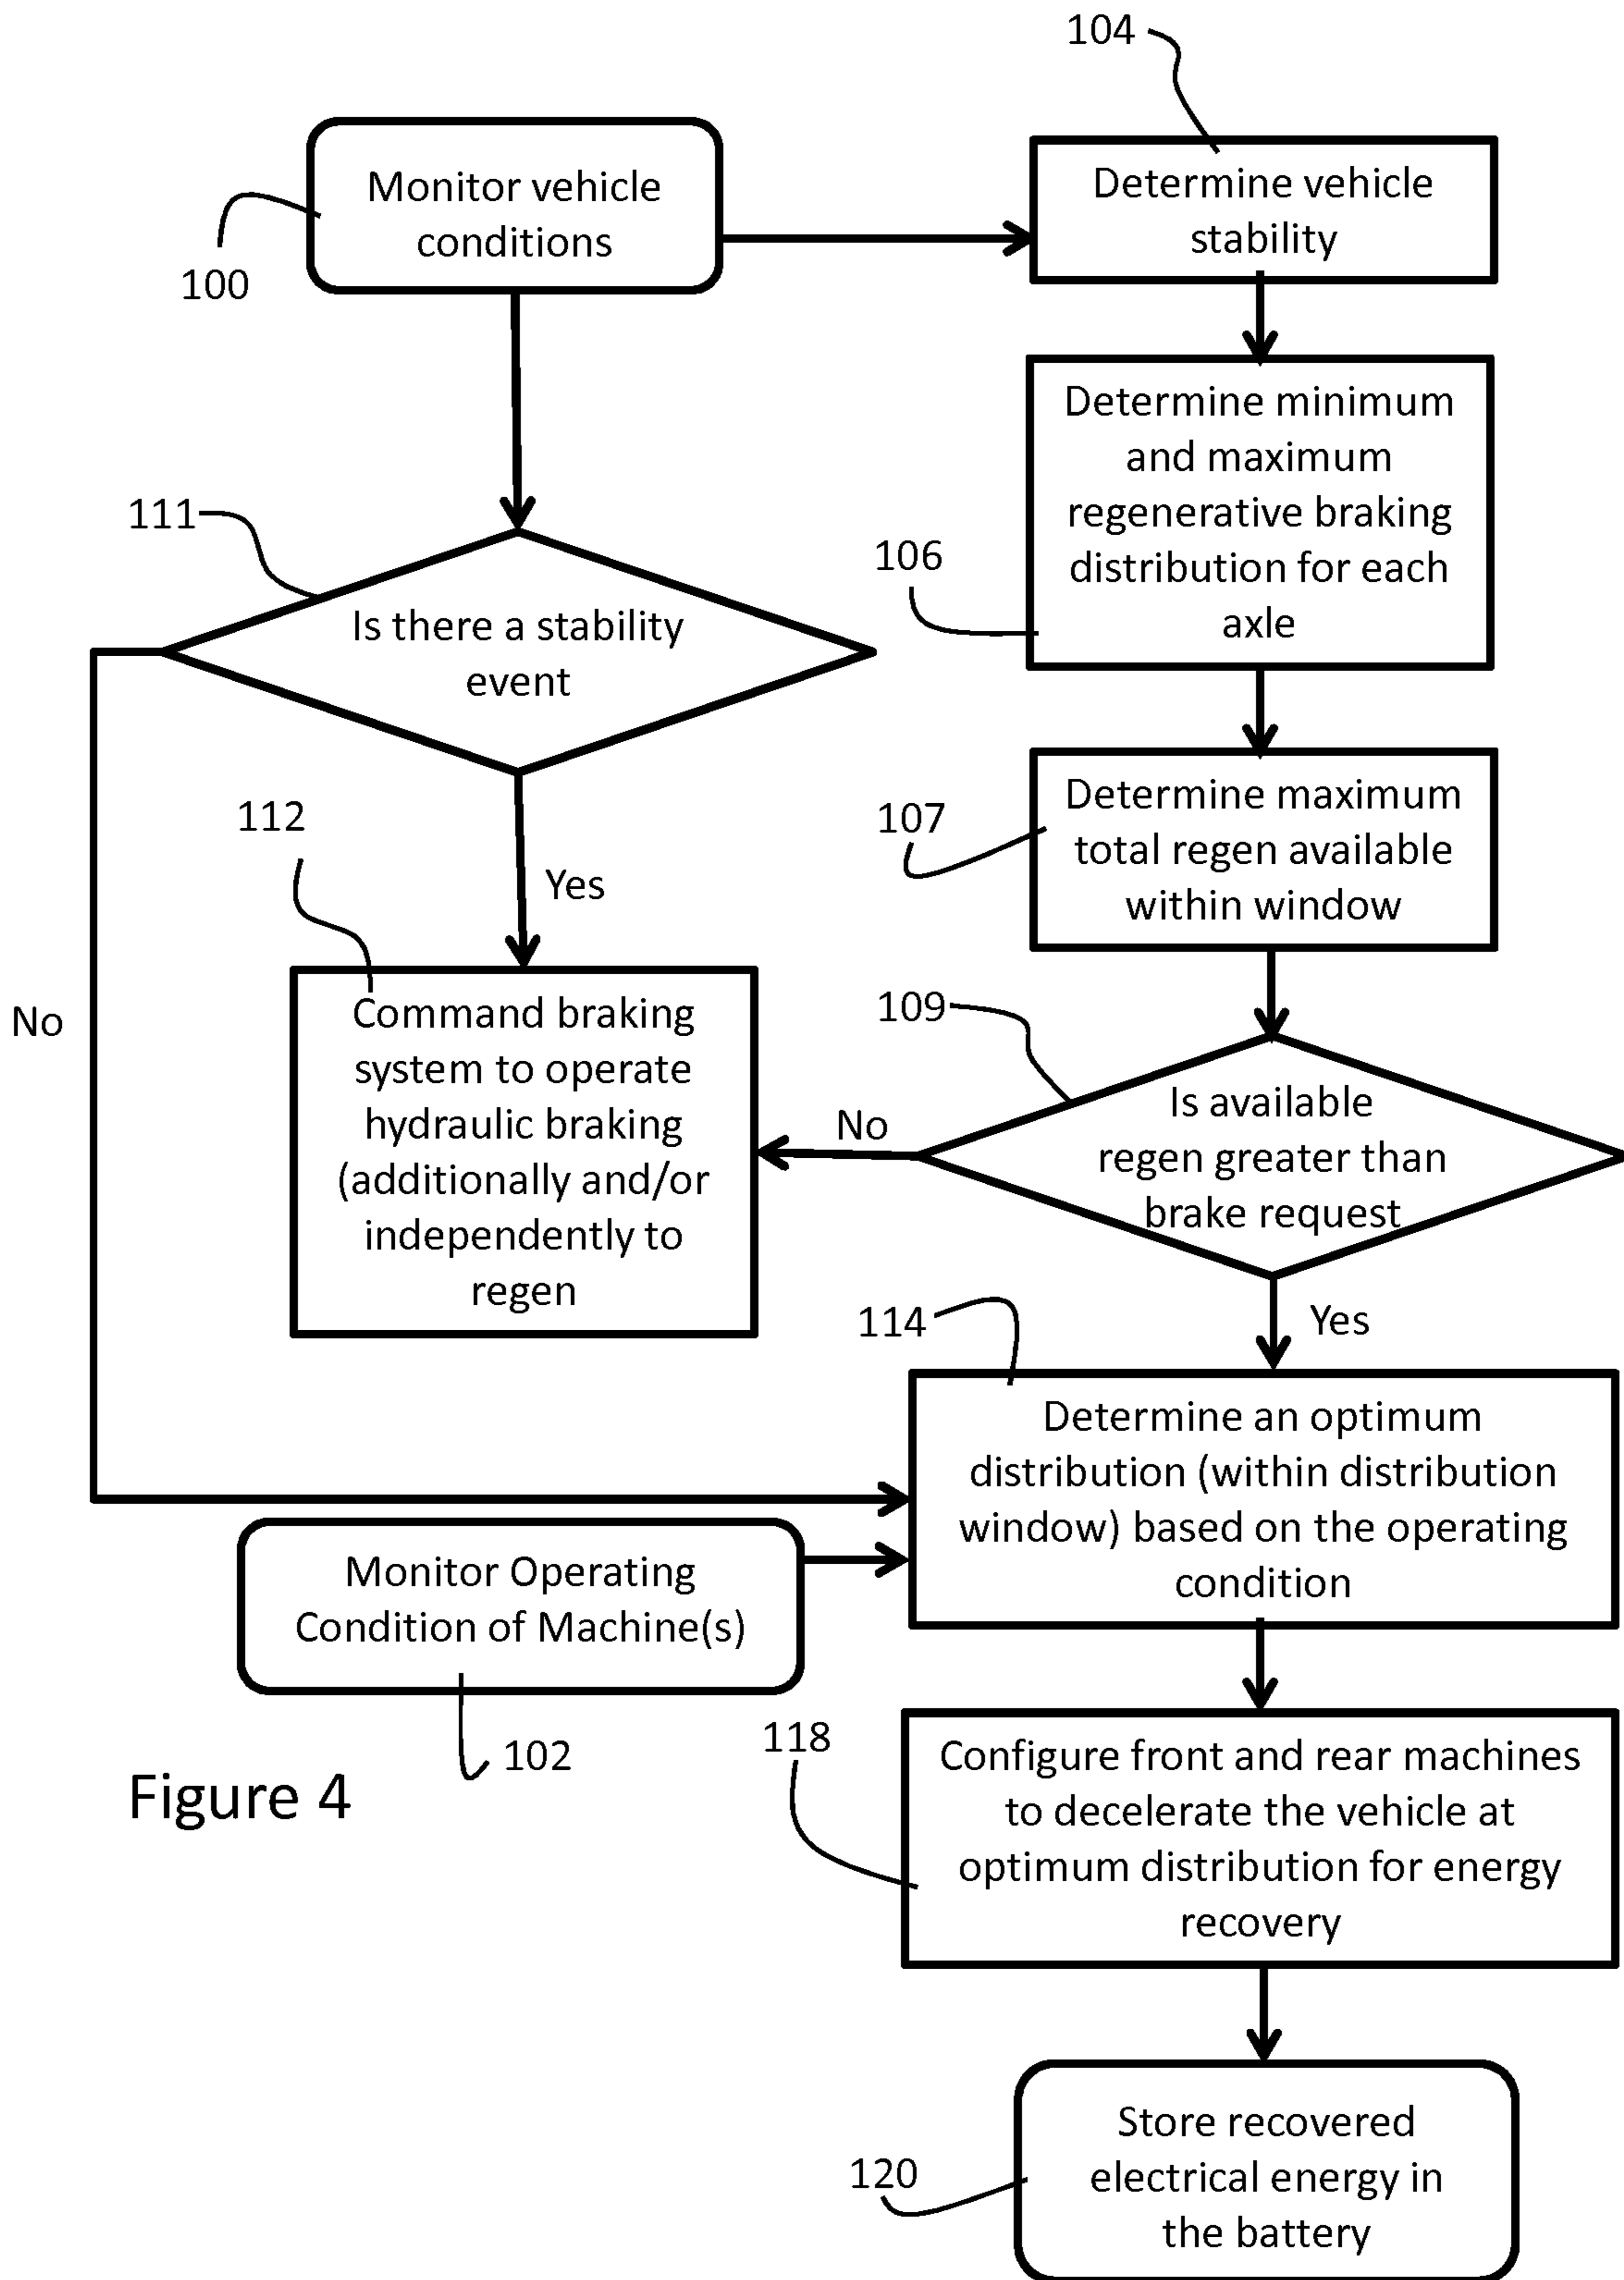 104
Monitor vehicle
conditions
100
Determine vehicle
stability
Determine minimum
and maximum
regenerative braking
distribution for each
axle
106
111
Is there a stability
event
Determine maximum
total regen available
within window
107
112
Yes
No
Command braking
system to operate
hydraulic braking
(additionally and/or
independently to
regen
109
Is available
regen greater than
brake request
No
Yes
114
Determine an optimum
distribution (within distribution
window) based on the operating
condition
Monitor Operating
Condition of Machine(s)
102
118
Configure front and rear machines
to decelerate the vehicle at
optimum distribution for energy
recovery
Figure 4
Store recovered
electrical energy in
the battery
120